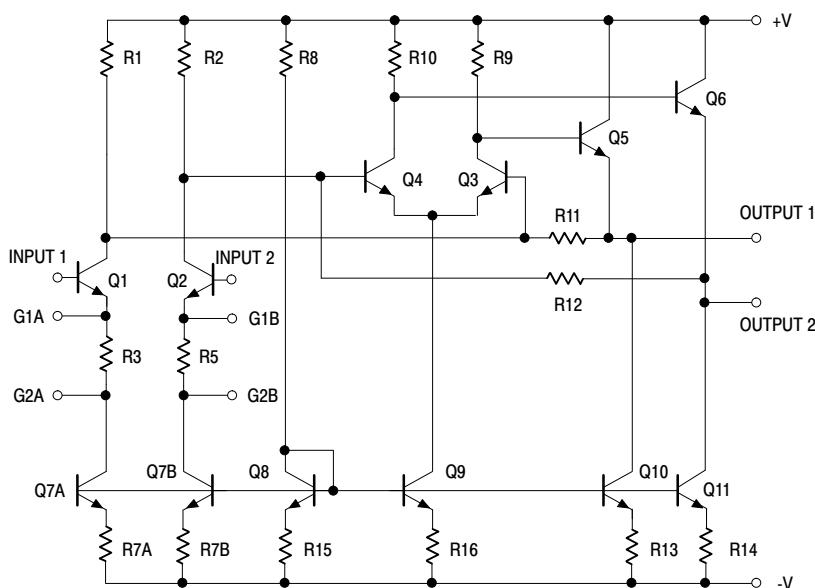 +V
R1
R2
R8
R10
R9
Q6
Q5
Q4
Q3
R11
OUTPUT 1
INPUT 1
Q1
Q2
INPUT 2
R12
G1A
G1B
OUTPUT 2
R3
R5
G2A
G2B
Q7A
Q7B
Q8
Q9
Q10
Q11
R7A
R7B
R15
R16
R13
R14
-V